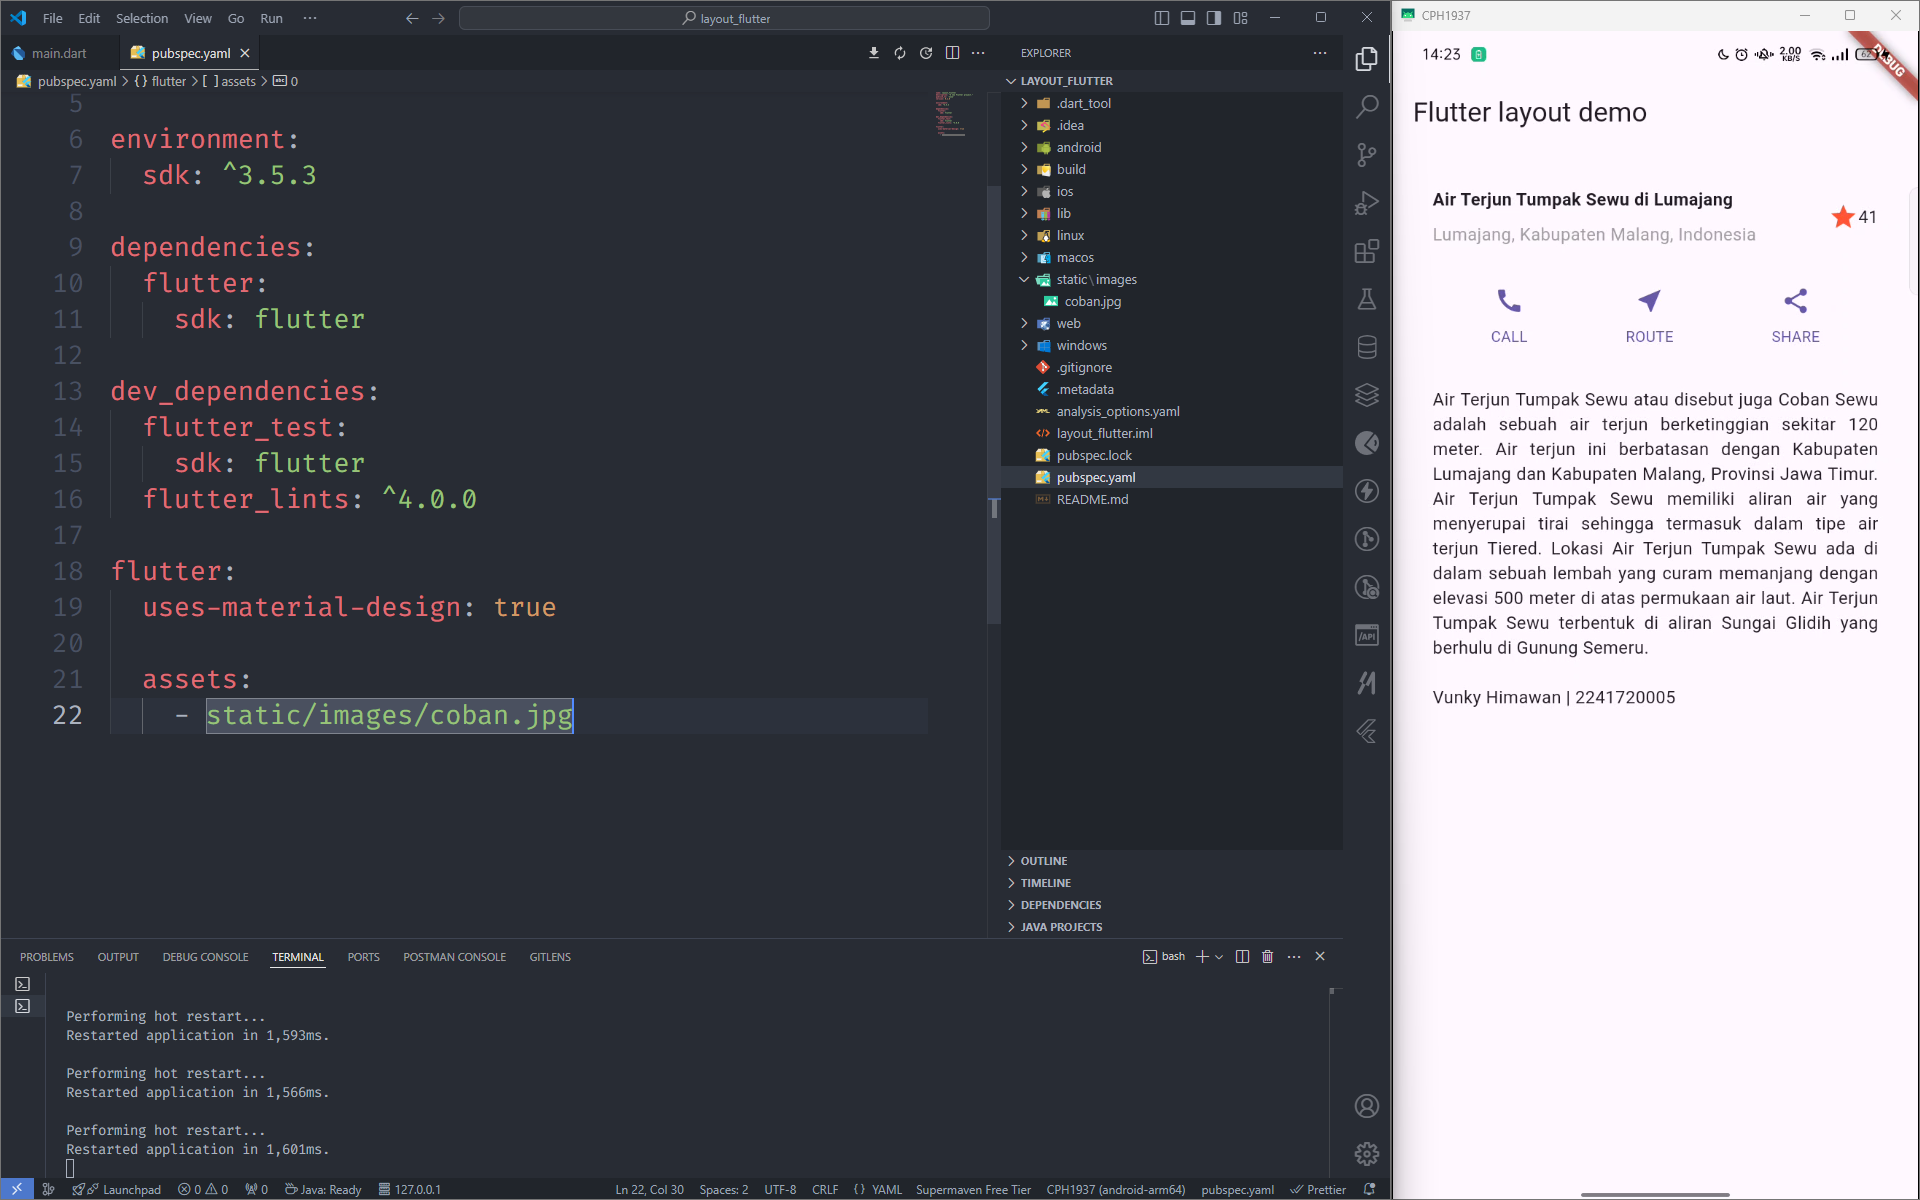 File Edit Selection View Go Run ···
layout_flutter
main.dart
pubspec.yaml
pubspec.yaml > {} flutter > [ ] assets > abc 0
5
6 environment:
7 sdk: ^3.5.3
8
9 dependencies:
10 flutter:
11 sdk: flutter
12
13 dev_dependencies:
14 flutter_test:
15 sdk: flutter
16 flutter_lints: ^4.0.0
17
18 flutter:
19 uses-material-design: true
20
21 assets:
22 - static/images/coban.jpg
EXPLORER
LAYOUT_FLUTTER
.dart_tool
.idea
android
build
ios
lib
linux
macos
static\images
coban.jpg
web
windows
.gitignore
.metadata
analysis_options.yaml
layout_flutter.iml
pubspec.lock
pubspec.yaml
README.md
OUTLINE
TIMELINE
DEPENDENCIES
JAVA PROJECTS
API
PROBLEMS OUTPUT DEBUG CONSOLE TERMINAL PORTS POSTMAN CONSOLE GITLENS
bash
Performing hot restart...
Restarted application in 1,593ms.
Performing hot restart...
Restarted application in 1,566ms.
Performing hot restart...
Restarted application in 1,601ms.
Launchpad 0 0 0 Java: Ready 127.0.0.1 Ln 22, Col 30 Spaces: 2 UTF-8 CRLF {} YAML Supermaven Free Tier CPH1937 (android-arm64) pubspec.yaml Prettier
CPH1937
14:23 2.00 KB/S 62
DEBUG
Flutter layout demo
Air Terjun Tumpak Sewu di Lumajang
Lumajang, Kabupaten Malang, Indonesia
41
CALL ROUTE SHARE
Air Terjun Tumpak Sewu atau disebut juga Coban Sewu
adalah sebuah air terjun berketinggian sekitar 120
meter. Air terjun ini berbatasan dengan Kabupaten
Lumajang dan Kabupaten Malang, Provinsi Jawa Timur.
Air Terjun Tumpak Sewu memiliki aliran air yang
menyerupai tirai sehingga termasuk dalam tipe air
terjun Tiered. Lokasi Air Terjun Tumpak Sewu ada di
dalam sebuah lembah yang curam memanjang dengan
elevasi 500 meter di atas permukaan air laut. Air Terjun
Tumpak Sewu terbentuk di aliran Sungai Glidih yang
berhulu di Gunung Semeru.
Vunky Himawan | 2241720005